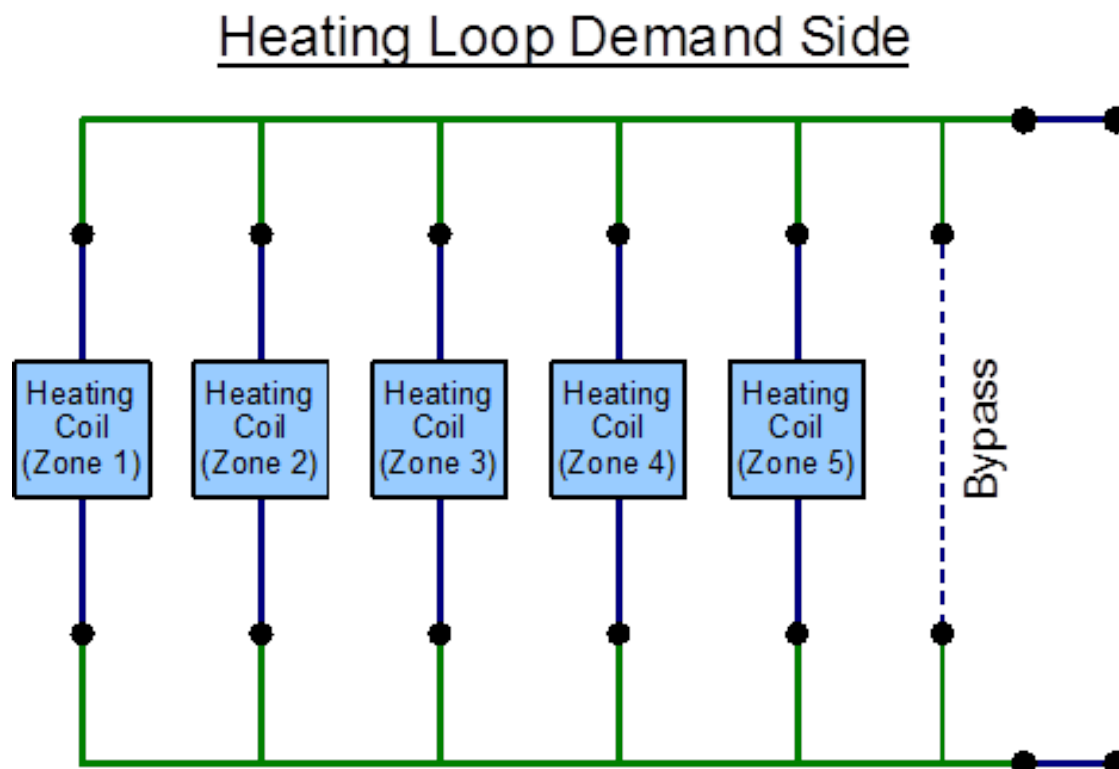 Heating Loop Demand Side
Heating
Coil
(Zone 1)
Heating
Coil
(Zone 2)
Heating
Coil
(Zone 3)
Heating
Coil
(Zone 4)
Heating
Coil
(Zone 5)
Bypass